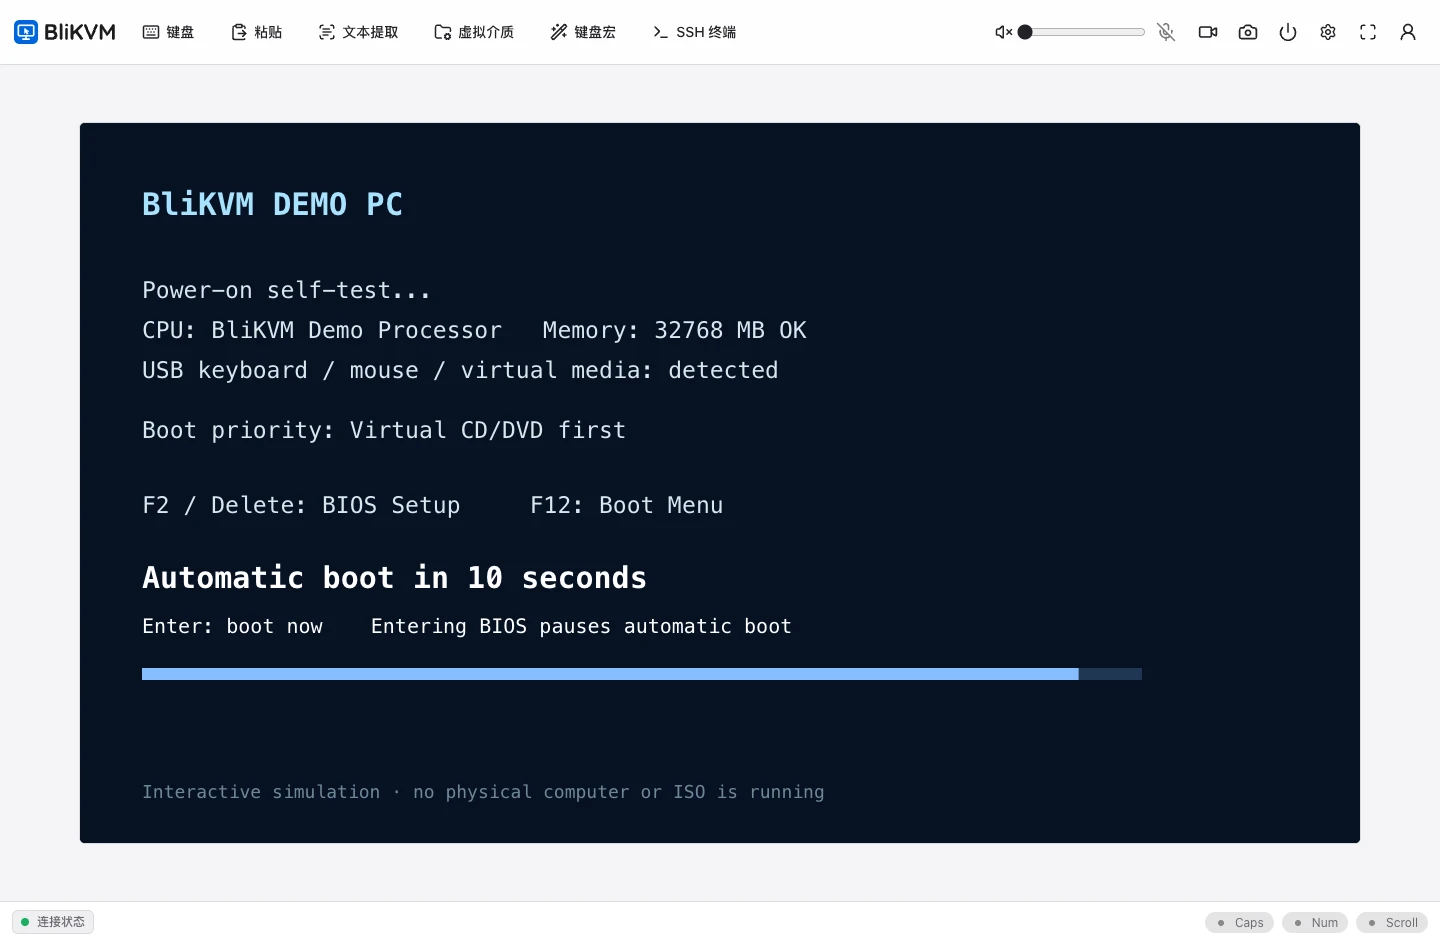 BliKVM 键盘 粘贴 文本提取 虚拟介质 键盘宏 SSH 终端
BliKVM DEMO PC
Power-on self-test...
CPU: BliKVM Demo Processor Memory: 32768 MB OK
USB keyboard / mouse / virtual media: detected
Boot priority: Virtual CD/DVD first
F2 / Delete: BIOS Setup F12: Boot Menu
Automatic boot in 10 seconds
Enter: boot now Entering BIOS pauses automatic boot
Interactive simulation · no physical computer or ISO is running
连接状态 Caps Num Scroll